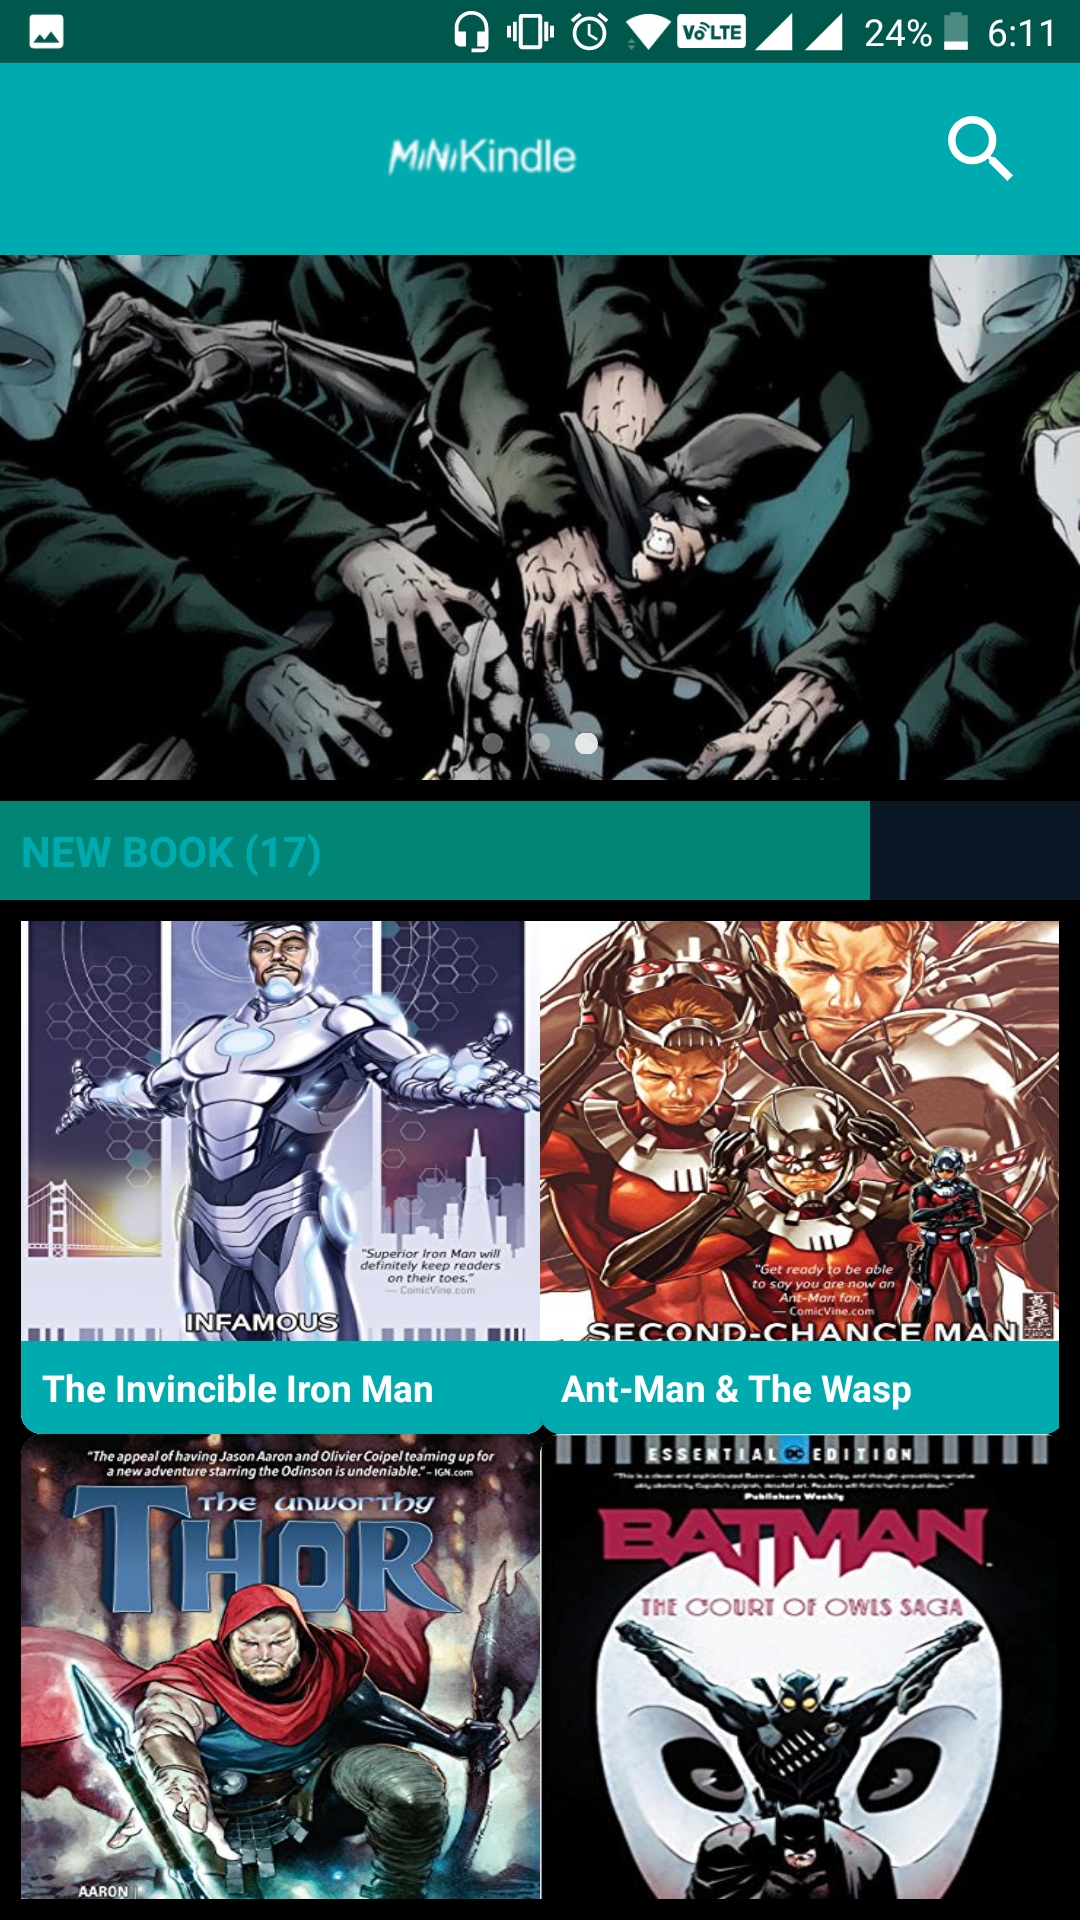 VoLTE 24% 6:11
MiNiKindle
NEW BOOK (17)
"Superior Iron Man will
definitely keep readers
on their toes."
— ComicVine.com
INFAMOUS
"Get ready to be able
to say you are now an
Ant-Man fan."
— ComicVine.com
SECOND-CHANCE MAN
The Invincible Iron Man
Ant-Man & The Wasp
"The appeal of having Jason Aaron and Olivier Coipel teaming up for
a new adventure starring the Odinson is undeniable." – IGN.com
THE UNWORTHY
THOR
AARON
ESSENTIAL DC EDITION
Publishers Weekly
BATMAN
THE COURT OF OWLS SAGA